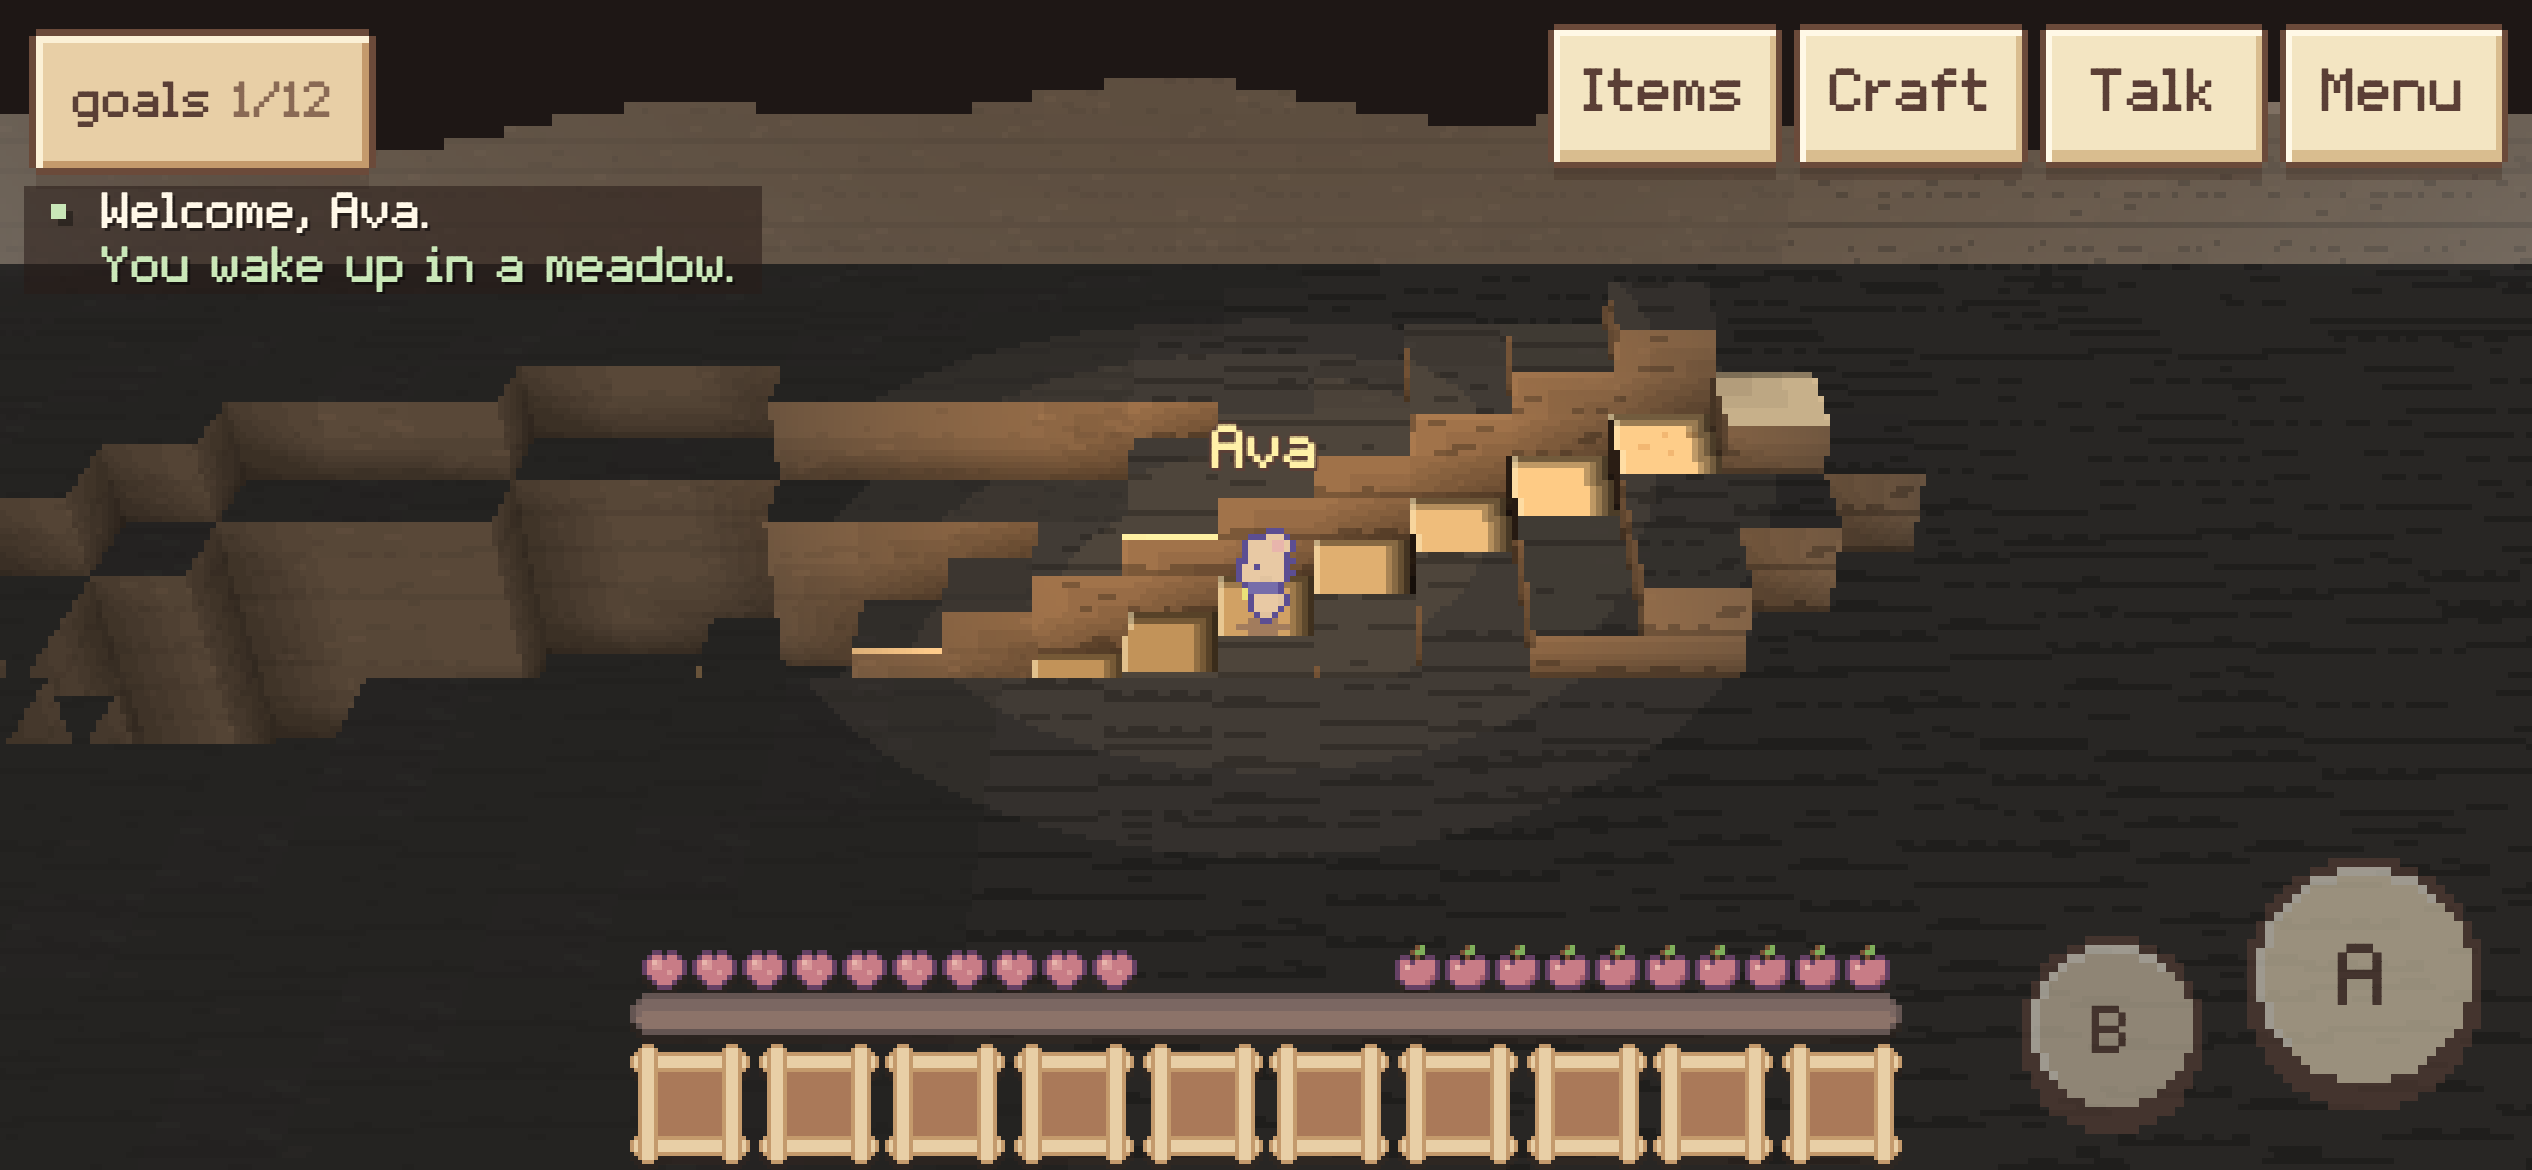 goals 1/12
Items
Craft
Talk
Menu
Welcome, Ava.
You wake up in a meadow.
Ava
A
B